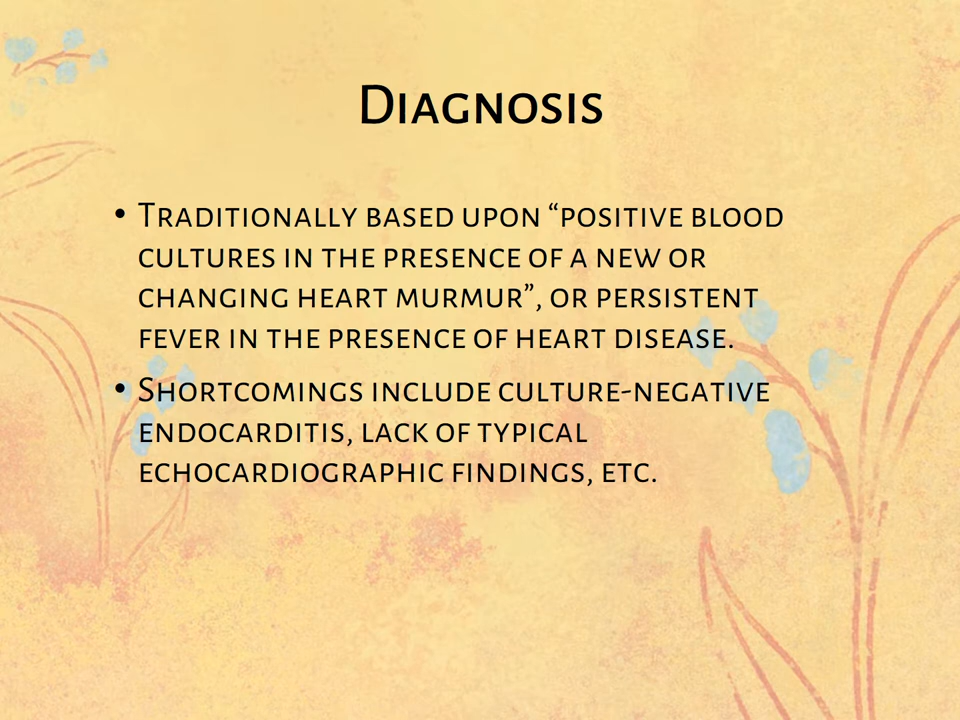 Diagnosis
• Traditionally based upon “positive blood
cultures in the presence of a new or
changing heart murmur”, or persistent
fever in the presence of heart disease.
• Shortcomings include culture-negative
endocarditis, lack of typical
echocardiographic findings, etc.